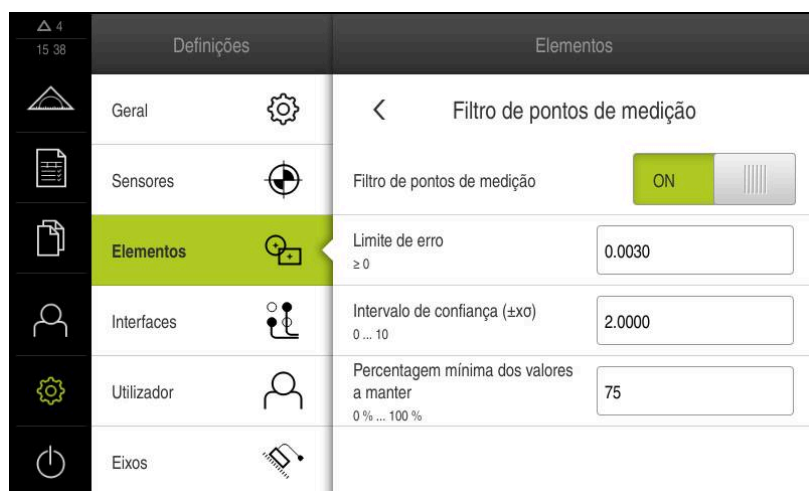 4
15 38
Definições
Elementos
Geral
Filtro de pontos de medição
Sensores
Filtro de pontos de medição
ON
Elementos
Limite de erro
≥ 0
0.0030
Interfaces
Intervalo de confiança (±xσ)
0 ... 10
2.0000
Utilizador
Percentagem mínima dos valores
a manter
0 % ... 100 %
75
Eixos